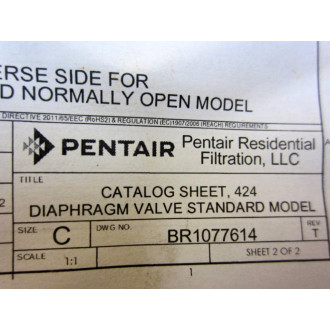 ERSE SIDE FOR
D NORMALLY OPEN MODEL
DIRECTIVE 2011/65/EEC (RoHS2) & REGULATION (EC)1907/2006 (REACH) REQUIREMENTS
PENTAIR
Pentair Residential
Filtration, LLC
TITLE
CATALOG SHEET, 424
DIAPHRAGM VALVE STANDARD MODEL
SIZE C
DWG NO. BR1077614
REV T
SCALE 1:1
SHEET 2 OF 2
1
2